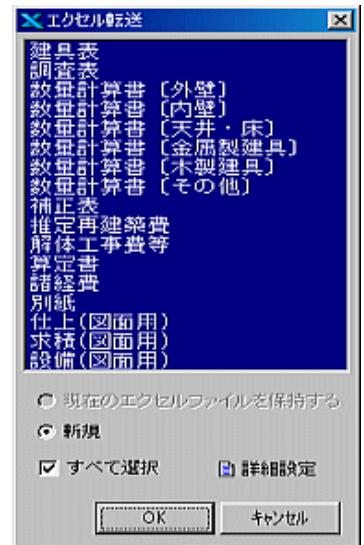 エクセル転送
建具表
調査表
数量計算書〔外壁〕
数量計算書〔内壁〕
数量計算書〔天井・床〕
数量計算書〔金属製建具〕
数量計算書〔木製建具〕
数量計算書〔その他〕
補正表
推定再建築費
解体工事費等
算定書
諸経費
別紙
仕上(図面用)
求積(図面用)
設備(図面用)
現在のエクセルファイルを保持する
新規
すべて選択 詳細設定
OK キャンセル